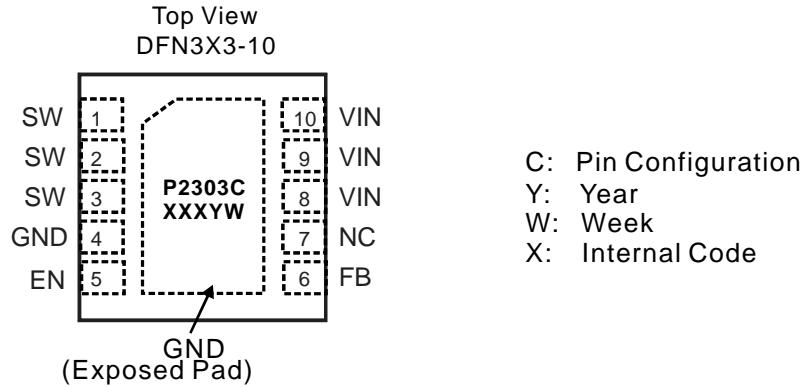 Top View
DFN3X3-10
SW 1 10 VIN
SW 2 9 VIN
SW 3 8 VIN
GND 4 7 NC
EN 5 6 FB
P2303C
XXXYW
GND
(Exposed Pad)
C: Pin Configuration
Y: Year
W: Week
X: Internal Code